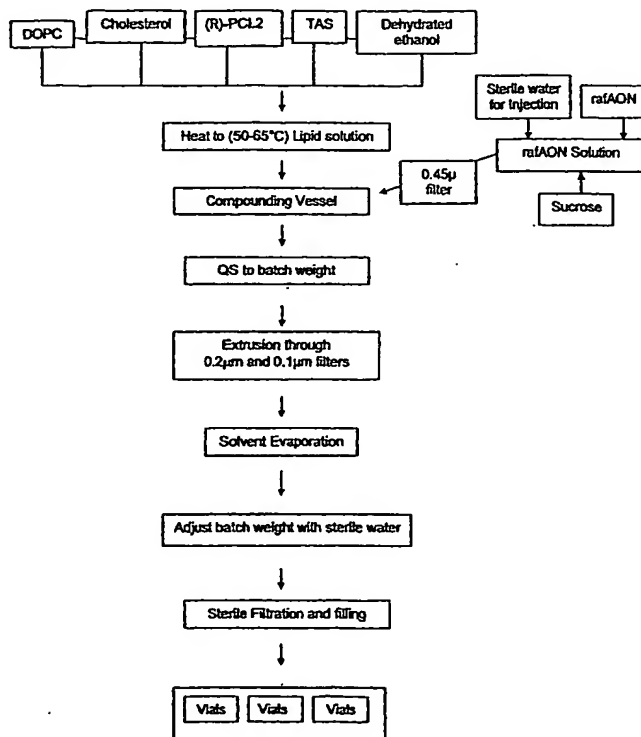 DOPC
Cholesterol
(R)-PCL2
TAS
Dehydrated
ethanol
Sterile water
for Injection
rafAON
Heat to (50-65°C) Lipid solution
rafAON Solution
0.45µ
filter
Compounding Vessel
Sucrose
QS to batch weight
Extrusion through
0.2µm and 0.1µm filters
Solvent Evaporation
Adjust batch weight with sterile water
Sterile Filtration and filling
Vials Vials Vials